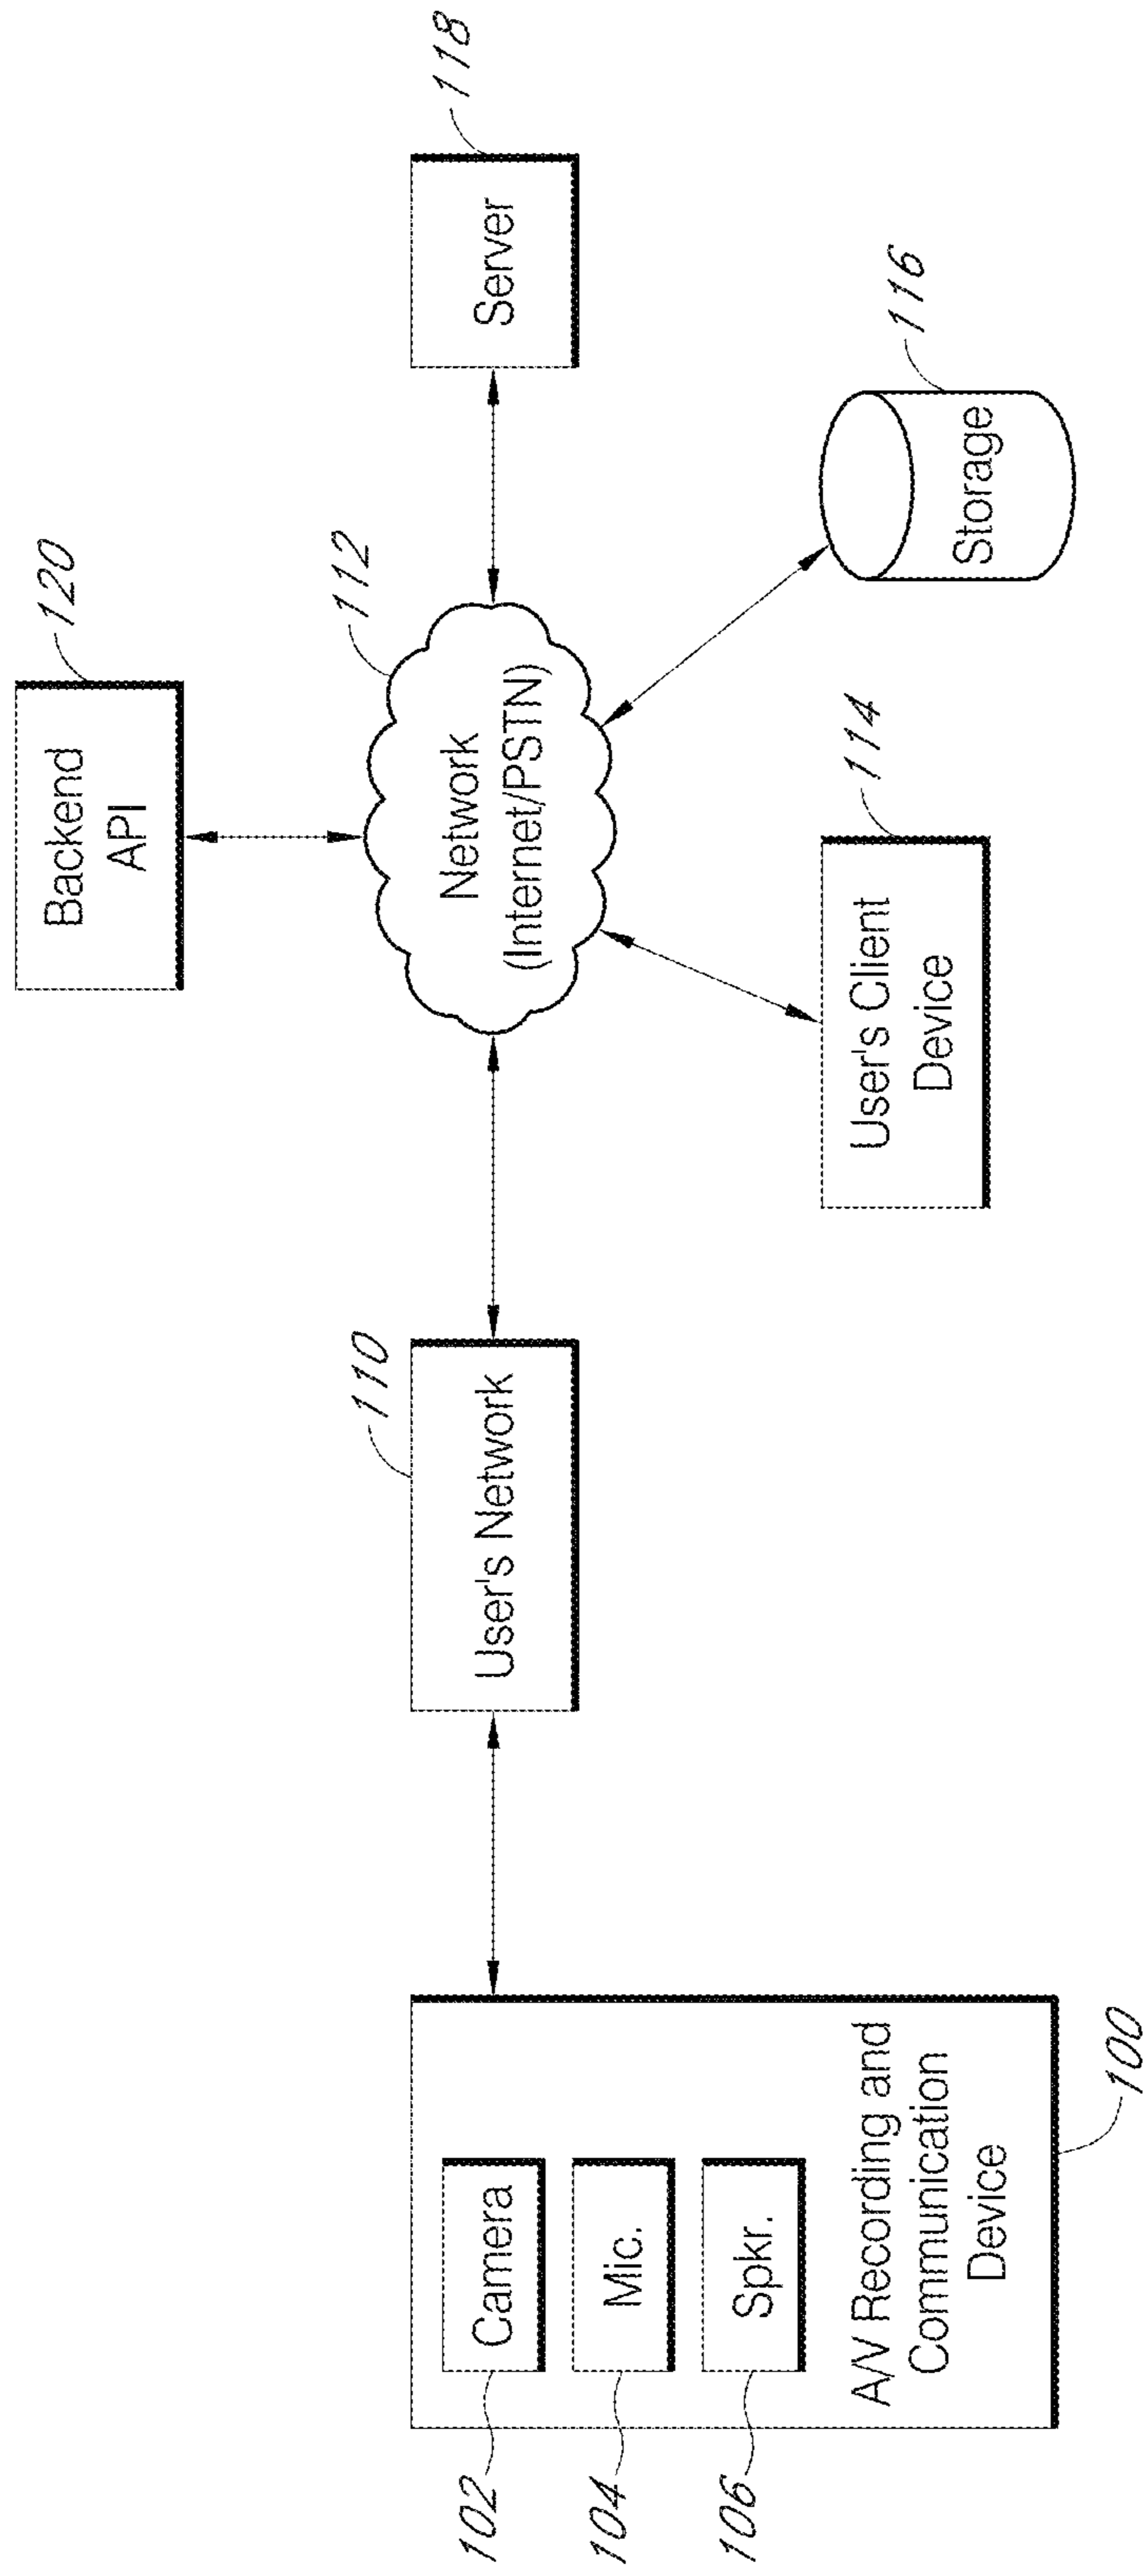 120
Backend
API
112
Network
(Internet/PSTN)
118
Server
110
User's Network
114
User's Client
Device
116
Storage
102
Camera
104
Mic.
106
Spkr.
A/V Recording and
Communication
Device
100